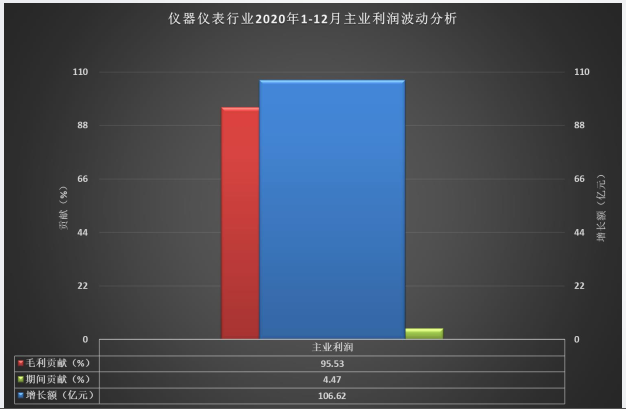 仪器仪表行业2020年1-12月主业利润波动分析
110
88
66
44
22
0
贡献（%）
110
88
66
44
22
0
增长额（亿元）
主业利润
毛利贡献（%） 95.53
期间贡献（%） 4.47
增长额（亿元） 106.62